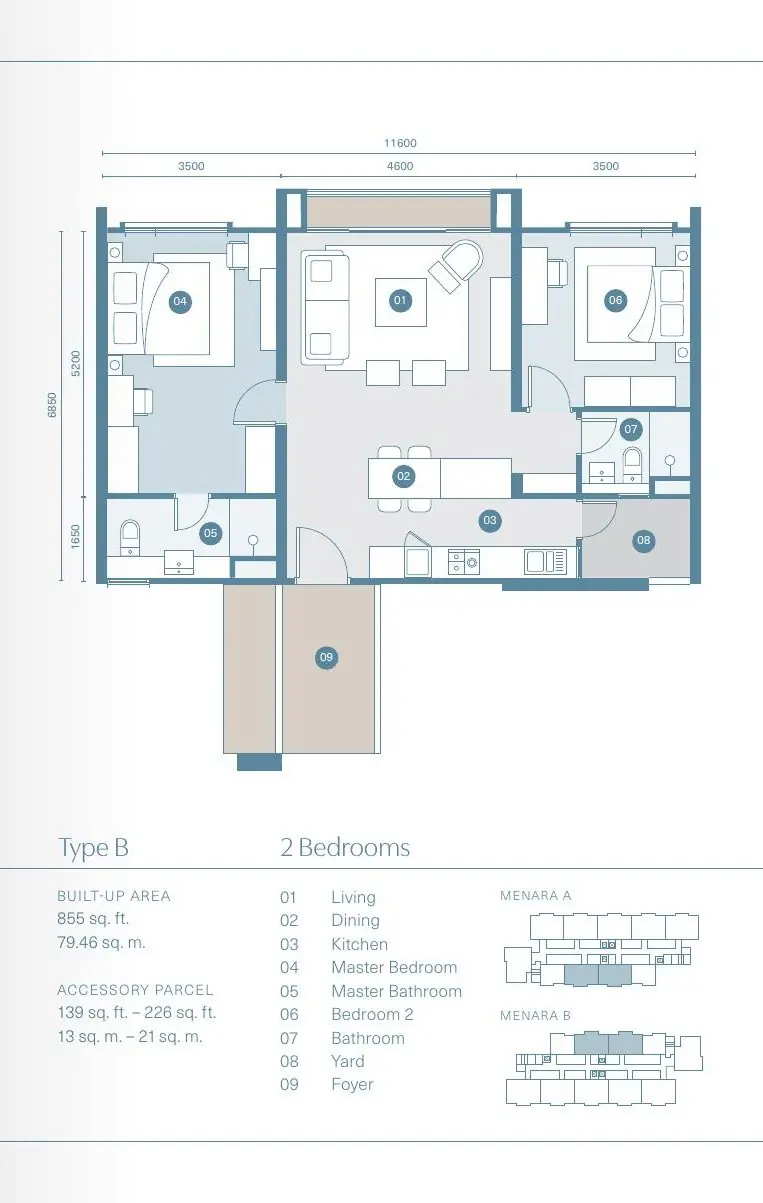 11600
3500 4600 3500
04
01
06
5200
6850
07
02
03
1650
05
08
09
Type B
2 Bedrooms
BUILT-UP AREA
855 sq. ft.
79.46 sq. m.
ACCESSORY PARCEL
139 sq. ft. – 226 sq. ft.
13 sq. m. – 21 sq. m.
01 Living
02 Dining
03 Kitchen
04 Master Bedroom
05 Master Bathroom
06 Bedroom 2
07 Bathroom
08 Yard
09 Foyer
MENARA A
MENARA B